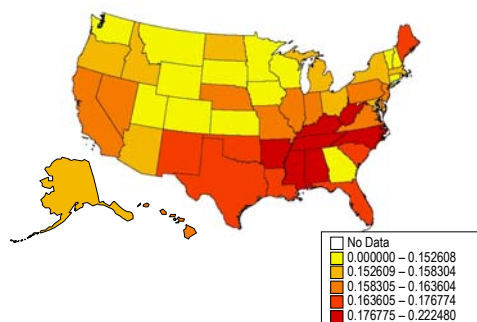 No Data
0.000000 – 0.152608
0.152609 – 0.158304
0.158305 – 0.163604
0.163605 – 0.176774
0.176775 – 0.222480